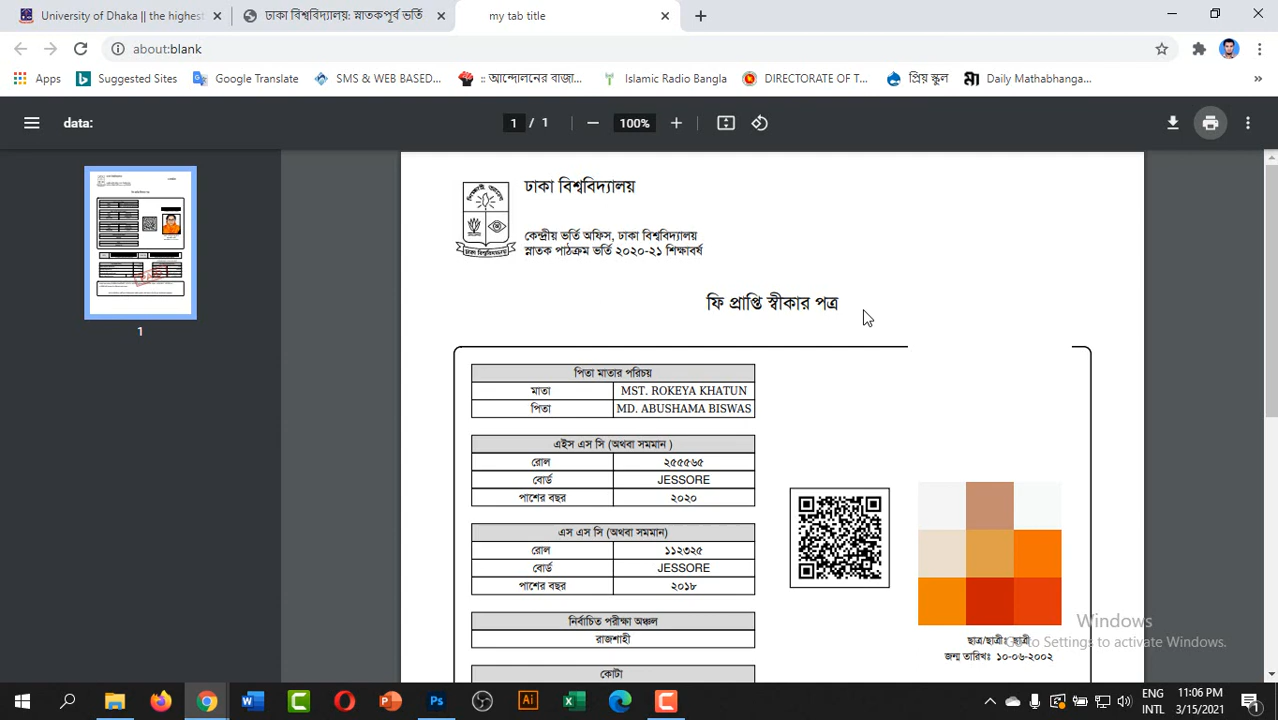 University of Dhaka || the highest
ঢাকা বিশ্ববিদ্যালয়: স্নাতকপূর্ব ভর্তি
my tab title
about:blank
Apps
Suggested Sites
Google Translate
SMS & WEB BASED...
:: আন্দোলনের বাজা...
Islamic Radio Bangla
DIRECTORATE OF T...
প্রিয় স্কুল
Daily Mathabhanga...
data:
1 / 1
100%
ঢাকা বিশ্ববিদ্যালয়
কেন্দ্রীয় ভর্তি অফিস, ঢাকা বিশ্ববিদ্যালয়
স্নাতক পাঠক্রম ভর্তি ২০২০-২১ শিক্ষাবর্ষ
ফি প্রাপ্তি স্বীকার পত্র
পিতা মাতার পরিচয়
মাতা MST. ROKEYA KHATUN
পিতা MD. ABUSHAMA BISWAS
এইস এস সি (অথবা সমমান )
রোল ২৫৫৫৬৫
বোর্ড JESSORE
পাশের বছর ২০২০
এস এস সি (অথবা সমমান)
রোল ১১২৩২৫
বোর্ড JESSORE
পাশের বছর ২০১৮
নির্বাচিত পরীক্ষা অঞ্চল
রাজশাহী
কোটা
ছাত্র/ছাত্রীঃ ছাত্রী
জন্ম তারিখঃ ১০-০৬-২০০২
1
Windows
Go to Settings to activate Windows.
ENG
INTL
11:06 PM
3/15/2021